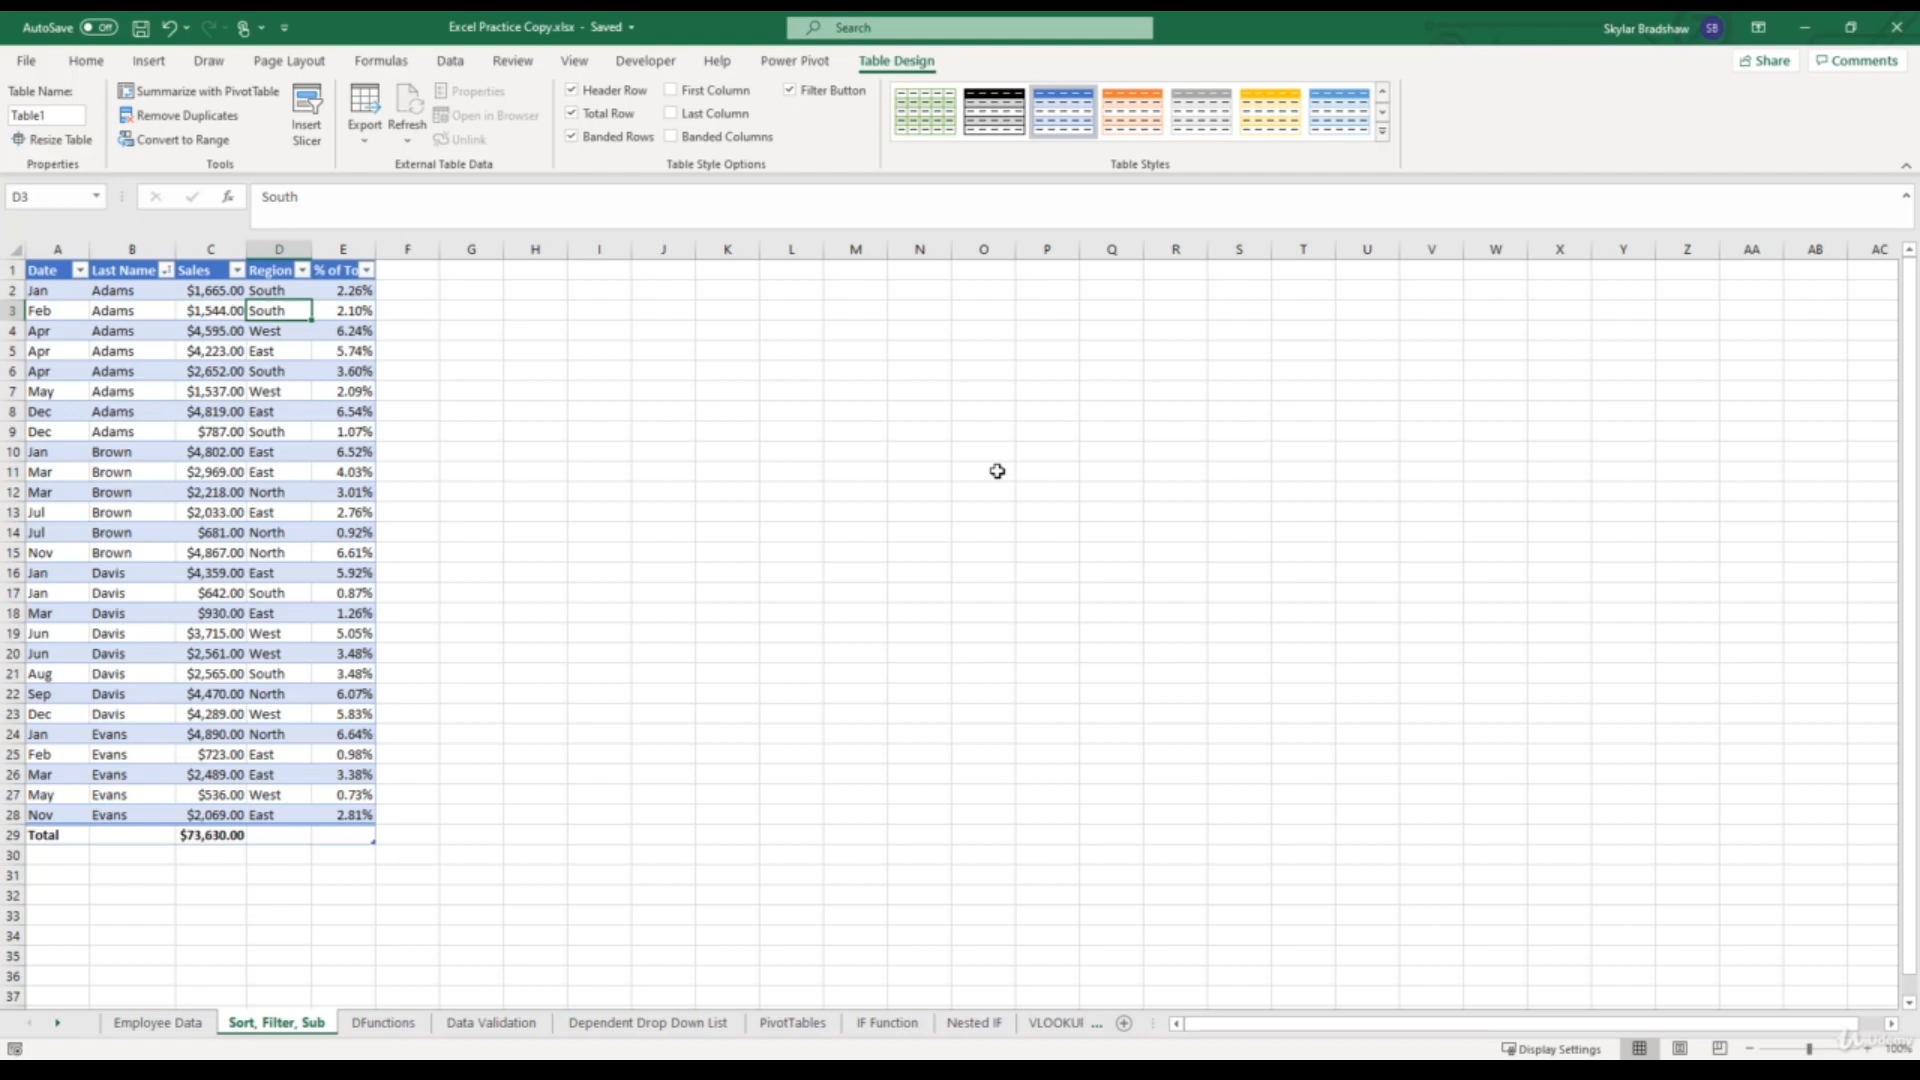 AutoSave Off Excel Practice Copy.xlsx - Saved Search Skylar Bradshaw SB
File Home Insert Draw Page Layout Formulas Data Review View Developer Help Power Pivot Table Design Share Comments
Table Name:
Table1
Resize Table
Properties
Summarize with PivotTable
Remove Duplicates
Convert to Range
Tools
Insert
Slicer
Export
Refresh
Properties
Open in Browser
Unlink
External Table Data
Header Row First Column Filter Button
Total Row Last Column
Banded Rows Banded Columns
Table Style Options
Table Styles
D3 fx South
A B C D E F G H I J K L M N O P Q R S T U V W X Y Z AA AB AC
1 Date Last Name Sales Region % of To
2 Jan Adams $1,665.00 South 2.26%
3 Feb Adams $1,544.00 South 2.10%
4 Apr Adams $4,595.00 West 6.24%
5 Apr Adams $4,223.00 East 5.74%
6 Apr Adams $2,652.00 South 3.60%
7 May Adams $1,537.00 West 2.09%
8 Dec Adams $4,819.00 East 6.54%
9 Dec Adams $787.00 South 1.07%
10 Jan Brown $4,802.00 East 6.52%
11 Mar Brown $2,969.00 East 4.03%
12 Mar Brown $2,218.00 North 3.01%
13 Jul Brown $2,033.00 East 2.76%
14 Jul Brown $681.00 North 0.92%
15 Nov Brown $4,867.00 North 6.61%
16 Jan Davis $4,359.00 East 5.92%
17 Jan Davis $642.00 South 0.87%
18 Mar Davis $930.00 East 1.26%
19 Jun Davis $3,715.00 West 5.05%
20 Jun Davis $2,561.00 West 3.48%
21 Aug Davis $2,565.00 South 3.48%
22 Sep Davis $4,470.00 North 6.07%
23 Dec Davis $4,289.00 West 5.83%
24 Jan Evans $4,890.00 North 6.64%
25 Feb Evans $723.00 East 0.98%
26 Mar Evans $2,489.00 East 3.38%
27 May Evans $536.00 West 0.73%
28 Nov Evans $2,069.00 East 2.81%
29 Total $73,630.00
30
31
32
33
34
35
36
37
Employee Data Sort, Filter, Sub DFunctions Data Validation Dependent Drop Down List PivotTables IF Function Nested IF VLOOKUI ...
Display Settings 100%
Udemy